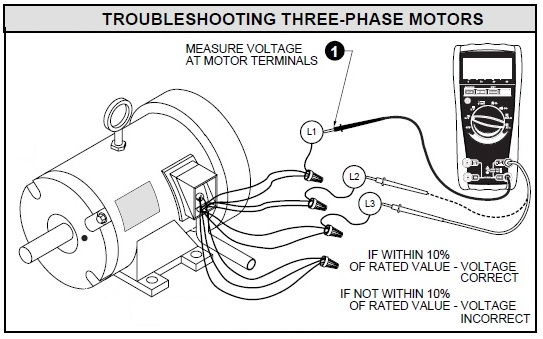 TROUBLESHOOTING THREE-PHASE MOTORS
MEASURE VOLTAGE
AT MOTOR TERMINALS
1
L1
L2
L3
IF WITHIN 10%
OF RATED VALUE - VOLTAGE
CORRECT
IF NOT WITHIN 10%
OF RATED VALUE - VOLTAGE
INCORRECT